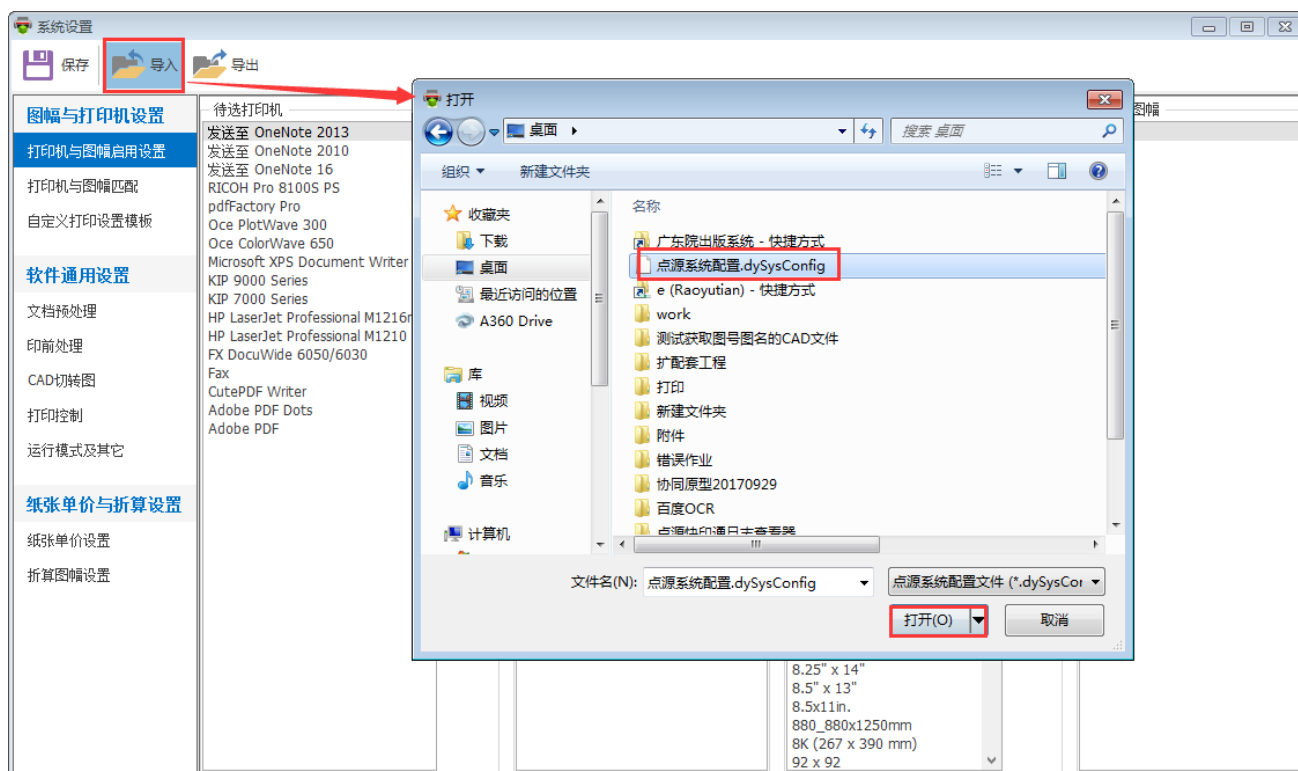 系统设置
保存
导入
导出
图幅与打印机设置
打印机与图幅启用设置
打印机与图幅匹配
自定义打印设置模板
软件通用设置
文档预处理
印前处理
CAD切转图
打印控制
运行模式及其它
纸张单价与折算设置
纸张单价设置
折算图幅设置
待选打印机
发送至 OneNote 2013
发送至 OneNote 2010
发送至 OneNote 16
RICOH Pro 8100S PS
pdfFactory Pro
Oce PlotWave 300
Oce ColorWave 650
Microsoft XPS Document Writer
KIP 9000 Series
KIP 7000 Series
HP LaserJet Professional M1216n
HP LaserJet Professional M1210
FX DocuWide 6050/6030
Fax
CutePDF Writer
Adobe PDF Dots
Adobe PDF
图幅
打开
桌面
搜索 桌面
组织
新建文件夹
收藏夹
下载
桌面
最近访问的位置
A360 Drive
库
视频
图片
文档
音乐
计算机
名称
广东院出版系统 - 快捷方式
点源系统配置.dySysConfig
e (Raoyutian) - 快捷方式
work
测试获取图号图名的CAD文件
扩配套工程
打印
新建文件夹
附件
错误作业
协同原型20170929
百度OCR
点源快印通日志查看器
文件名(N):
点源系统配置.dySysConfig
点源系统配置文件 (*.dySysCor
打开(O)
取消
8.25" x 14"
8.5" x 13"
8.5x11in.
880_880x1250mm
8K (267 x 390 mm)
92 x 92